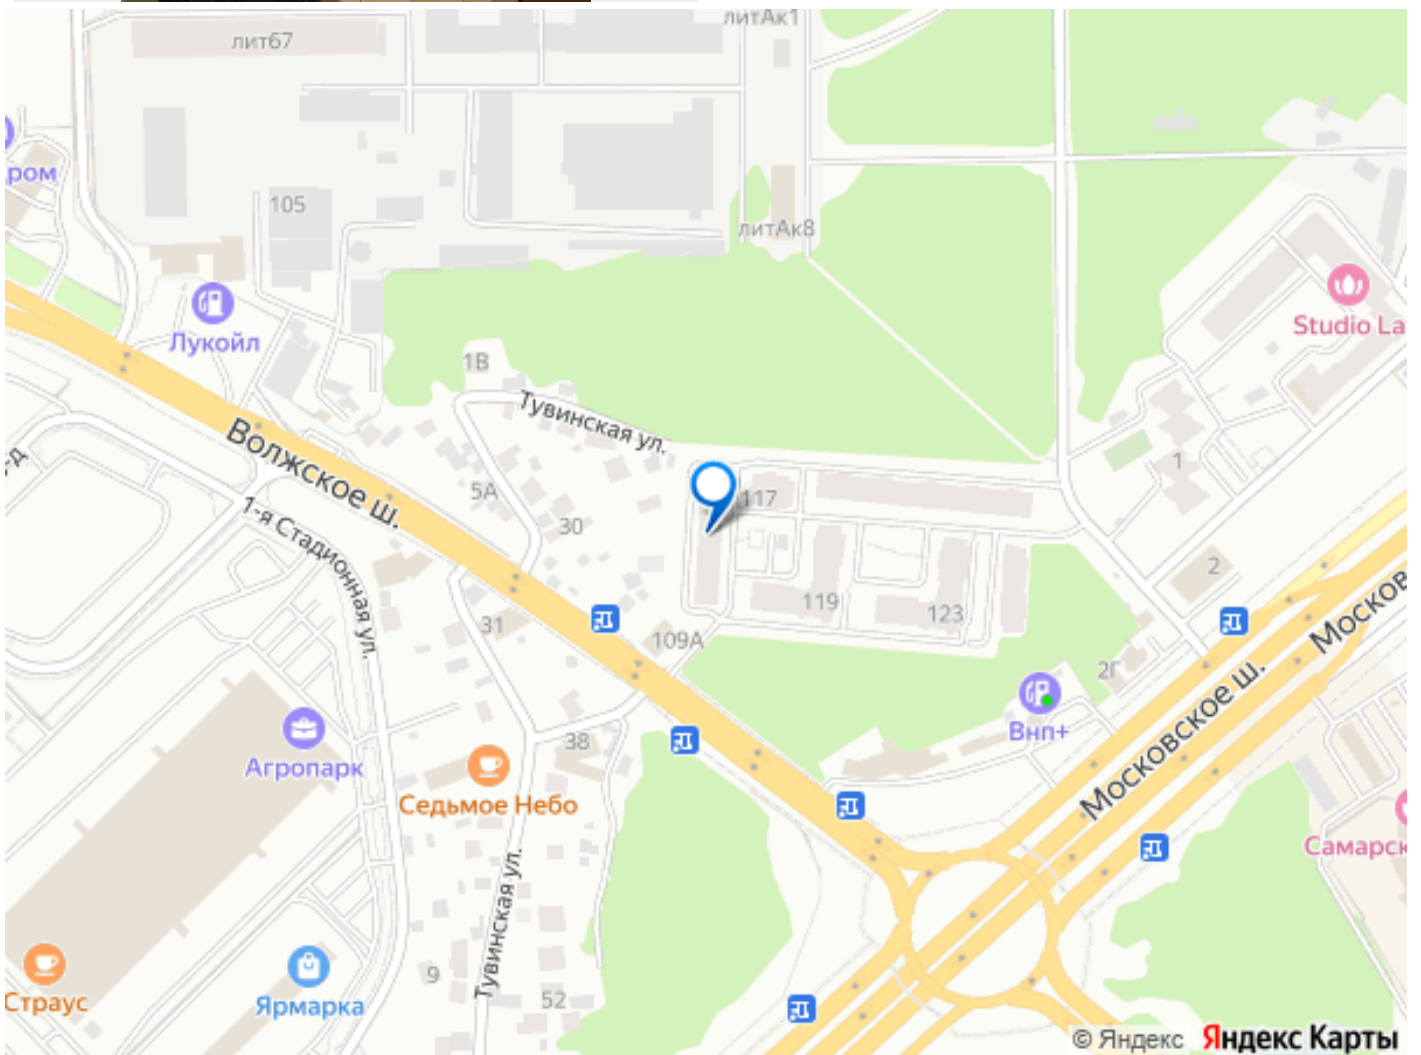 литАк1
лит67
ром
105
литАк8
Лукойл
Studio La
1В
Тувинская ул.
Волжское ш.
5А
117
1
1-я Стадионная ул.
30
2
119
123
31
109А
Московское ш.
Москов
2Г
Внп+
38
Агропарк
Седьмое Небо
Самарск
Тувинская ул.
9
52
Страус
Ярмарка
© Яндекс Яндекс Карты